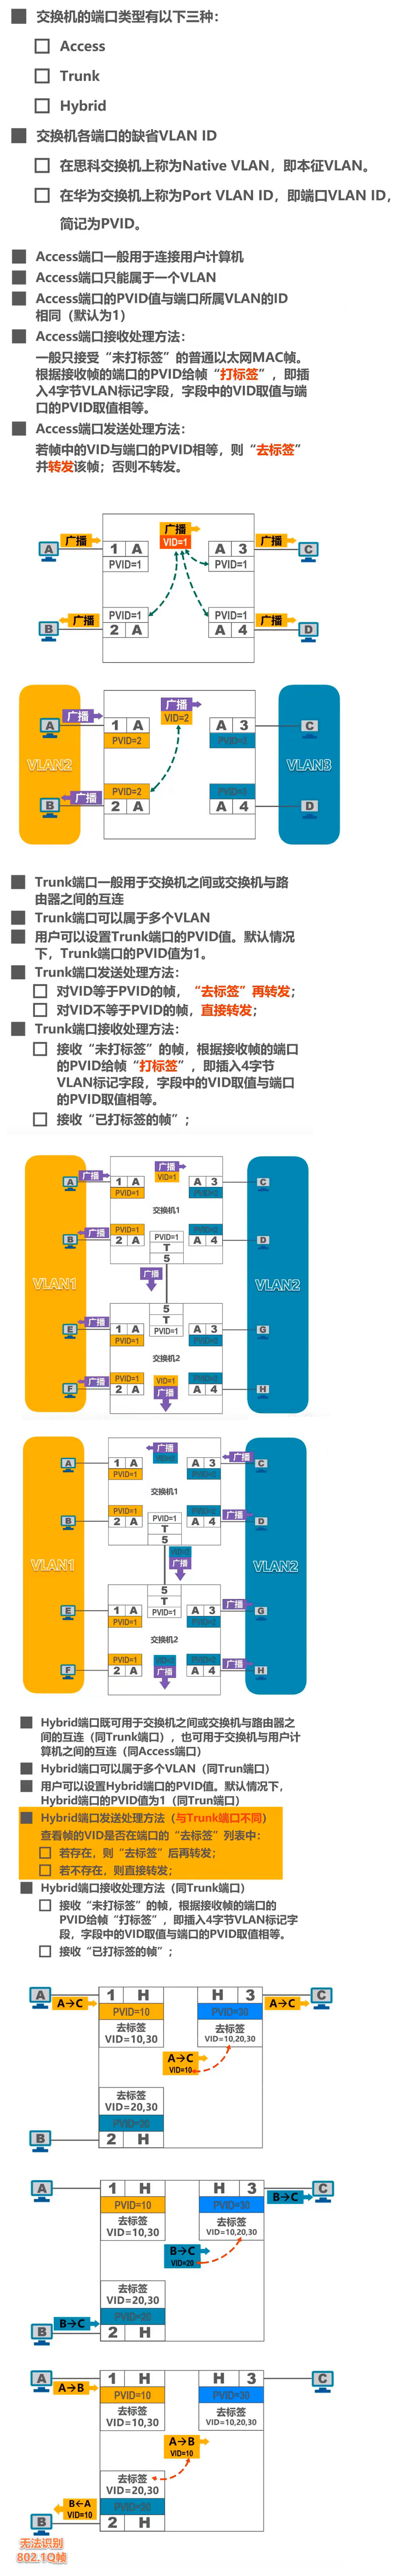 交换机的端口类型有以下三种：
Access
Trunk
Hybrid
交换机各端口的缺省VLAN ID
在思科交换机上称为Native VLAN，即本征VLAN。
在华为交换机上称为Port VLAN ID，即端口VLAN ID，
简记为PVID。
Access端口一般用于连接用户计算机
Access端口只能属于一个VLAN
Access端口的PVID值与端口所属VLAN的ID
相同（默认为1）
Access端口接收处理方法：
一般只接受“未打标签”的普通以太网MAC帧。
根据接收帧的端口的PVID给帧“打标签”，即插
入4字节VLAN标记字段，字段中的VID取值与端
口的PVID取值相等。
Access端口发送处理方法：
若帧中的VID与端口的PVID相等，则“去标签”
并转发该帧；否则不转发。
广播
VID=1
A 广播 1 A A 3 广播 C
PVID=1 PVID=1
PVID=1 PVID=1
B 广播 2 A A 4 广播 D
广播
VID=2
A 广播 1 A A 3 C
PVID=2 PVID=3
VLAN2 VLAN3
PVID=2 PVID=3
B 广播 2 A A 4 D
Trunk端口一般用于交换机之间或交换机与路
由器之间的互连
Trunk端口可以属于多个VLAN
用户可以设置Trunk端口的PVID值。默认情况
下，Trunk端口的PVID值为1。
Trunk端口发送处理方法：
对VID等于PVID的帧，“去标签”再转发；
对VID不等于PVID的帧，直接转发；
Trunk端口接收处理方法：
接收“未打标签”的帧，根据接收帧的端口
的PVID给帧“打标签”，即插入4字节
VLAN标记字段，字段中的VID取值与端口
的PVID取值相等。
接收“已打标签的帧”；
广播
VID=1
A 广播 1 A A 3 C
PVID=1 PVID=2
交换机1
PVID=1 PVID=1 PVID=2
B 广播 2 A T A 4 D
5
VLAN1 广播 VLAN2
5
E 广播 1 A T A 3 G
PVID=1 PVID=1 PVID=2
交换机2
PVID=1 VID=1 PVID=2
F 广播 2 A 广播 A 4 H
广播
VID=2
A 1 A A 3 广播 C
PVID=1 PVID=2
交换机1
PVID=1 PVID=1 PVID=2
B 2 A T A 4 广播 D
5
VID=2
VLAN1 广播 VLAN2
5
E 1 A T A 3 广播 G
PVID=1 PVID=1 PVID=2
交换机2
PVID=1 VID=2 PVID=2
F 2 A 广播 A 4 广播 H
Hybrid端口既可用于交换机之间或交换机与路由器之
间的互连（同Trunk端口），也可用于交换机与用户计
算机之间的互连（同Access端口）
Hybrid端口可以属于多个VLAN（同Trun端口）
用户可以设置Hybrid端口的PVID值。默认情况下，
Hybrid端口的PVID值为1（同Trun端口）
Hybrid端口发送处理方法（与Trunk端口不同）
查看帧的VID是否在端口的“去标签”列表中：
若存在，则“去标签”后再转发；
若不存在，则直接转发；
Hybrid端口接收处理方法（同Trunk端口）
接收“未打标签”的帧，根据接收帧的端口的
PVID给帧“打标签”，即插入4字节VLAN标记字
段，字段中的VID取值与端口的PVID取值相等。
接收“已打标签的帧”；
A A→C 1 H H 3 A→C C
PVID=10 PVID=30
去标签 去标签
VID=10,30 VID=10,20,30
A→C
VID=10
去标签
VID=20,30
PVID=20
B 2 H
A 1 H H 3 B→C C
PVID=10 PVID=30
去标签 去标签
VID=10,30 VID=10,20,30
B→C
VID=20
去标签
VID=20,30
PVID=20
B B→C 2 H
A A→B 1 H H 3 C
PVID=10 PVID=30
去标签 去标签
VID=10,30 VID=10,20,30
A→B
VID=10
去标签
VID=20,30
B←A PVID=20
VID=10
B 2 H
无法识别
802.1Q帧